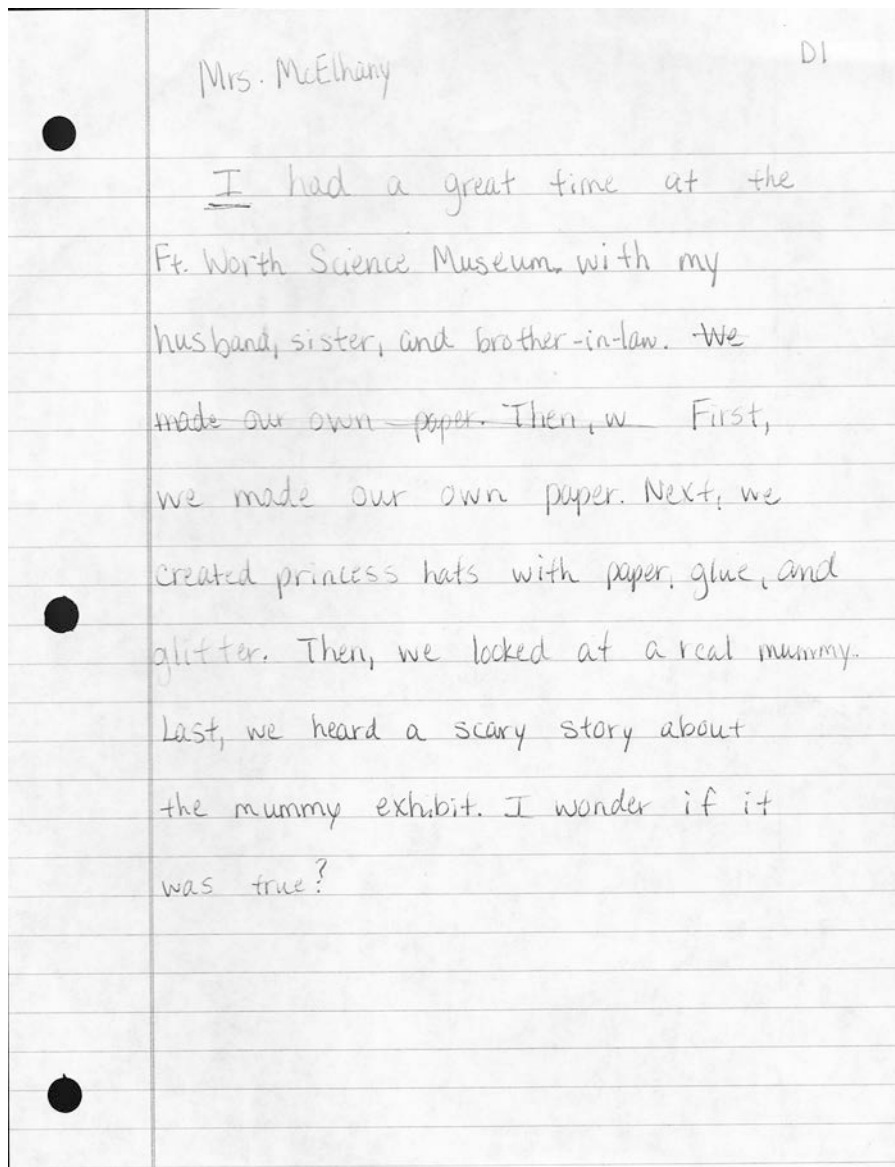 Mrs. McElhany
D1
I had a great time at the
Ft. Worth Science Museum. with my
husband, sister, and brother-in-law. We
made our own paper. Then, w First,
we made our own paper. Next, we
created princess hats with paper, glue, and
glitter. Then, we looked at a real mummy.
Last, we heard a scary story about
the mummy exhibit. I wonder if it
was true?